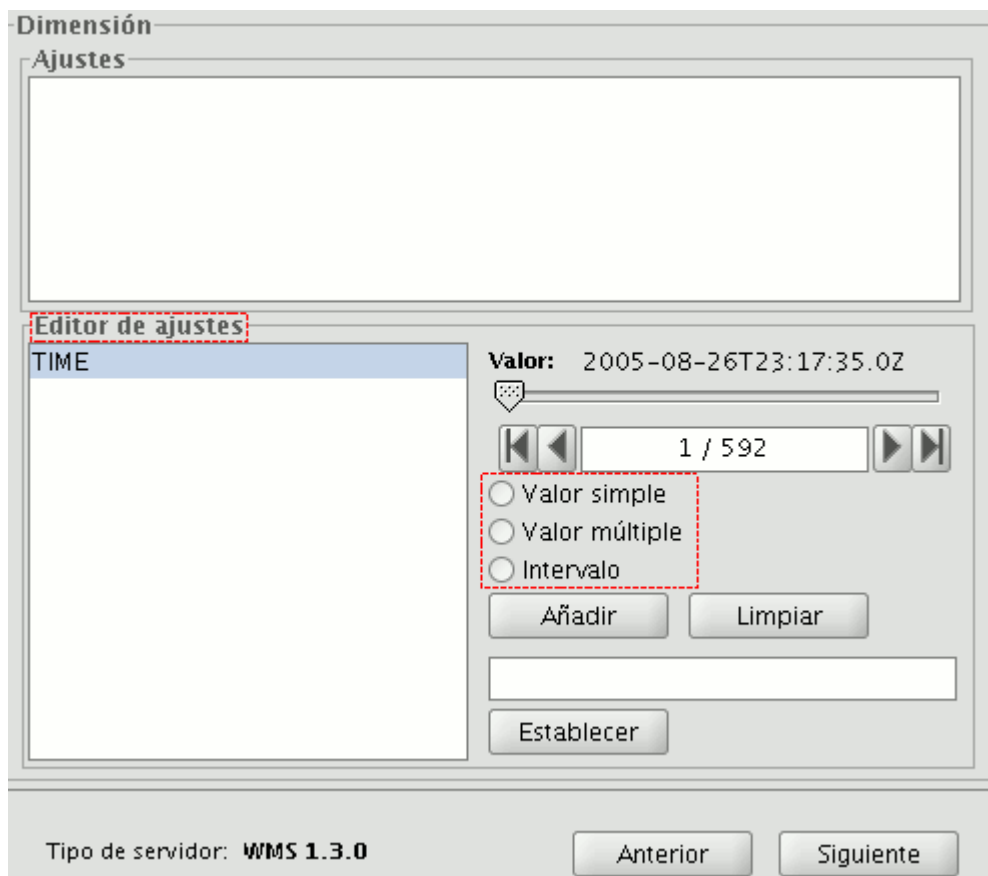 Dimensión
Ajustes
Editor de ajustes
TIME
Valor: 2005-08-26T23:17:35.0Z
1 / 592
Valor simple
Valor múltiple
Intervalo
Añadir Limpiar
Establecer
Tipo de servidor: WMS 1.3.0 Anterior Siguiente